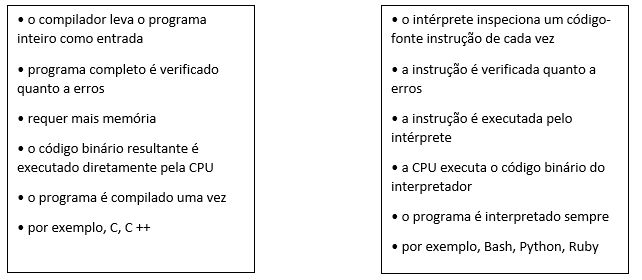 • o compilador leva o programa
inteiro como entrada
• programa completo é verificado
quanto a erros
• requer mais memória
• o código binário resultante é
executado diretamente pela CPU
• o programa é compilado uma vez
• por exemplo, C, C ++
• o intérprete inspeciona um código-
fonte instrução de cada vez
• a instrução é verificada quanto a
erros
• a instrução é executada pelo
intérprete
• a CPU executa o código binário do
interpretador
• o programa é interpretado sempre
• por exemplo, Bash, Python, Ruby